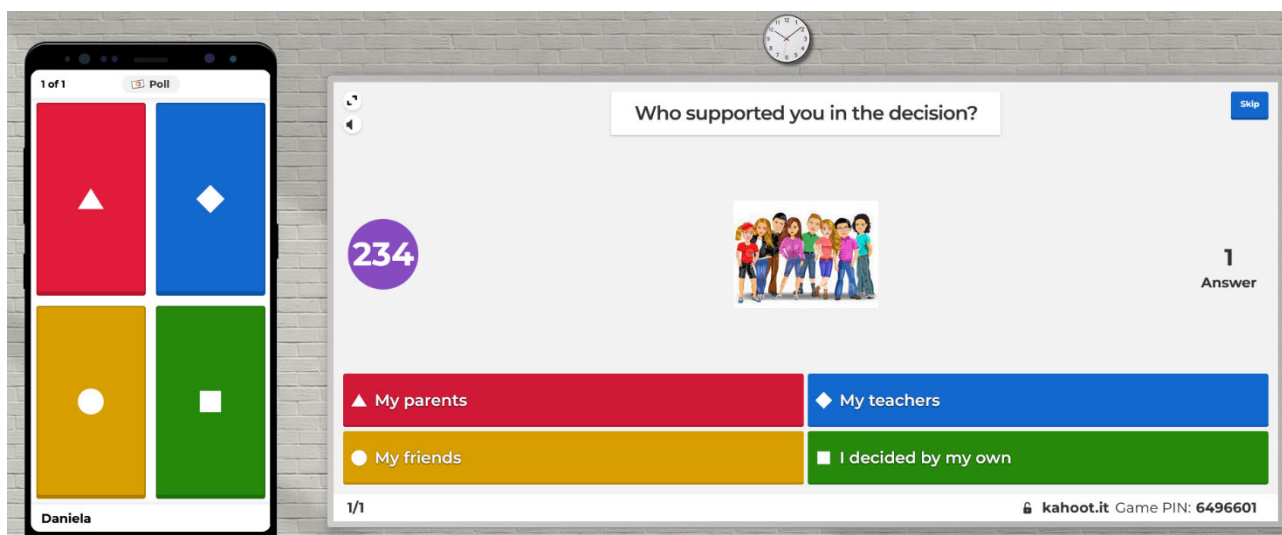 1 of 1
Poll
Daniela
Who supported you in the decision?
Skip
234
1
Answer
My parents
My teachers
My friends
I decided by my own
1/1
kahoot.it Game PIN: 6496601